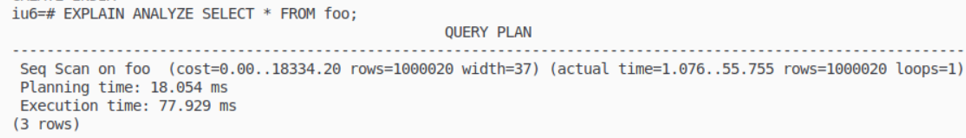 iu6=# EXPLAIN ANALYZE SELECT * FROM foo;
QUERY PLAN
-----------------------------------------------------------------------------------------------------------------
Seq Scan on foo  (cost=0.00..18334.20 rows=1000020 width=37) (actual time=1.076..55.755 rows=1000020 loops=1)
Planning time: 18.054 ms
Execution time: 77.929 ms
(3 rows)